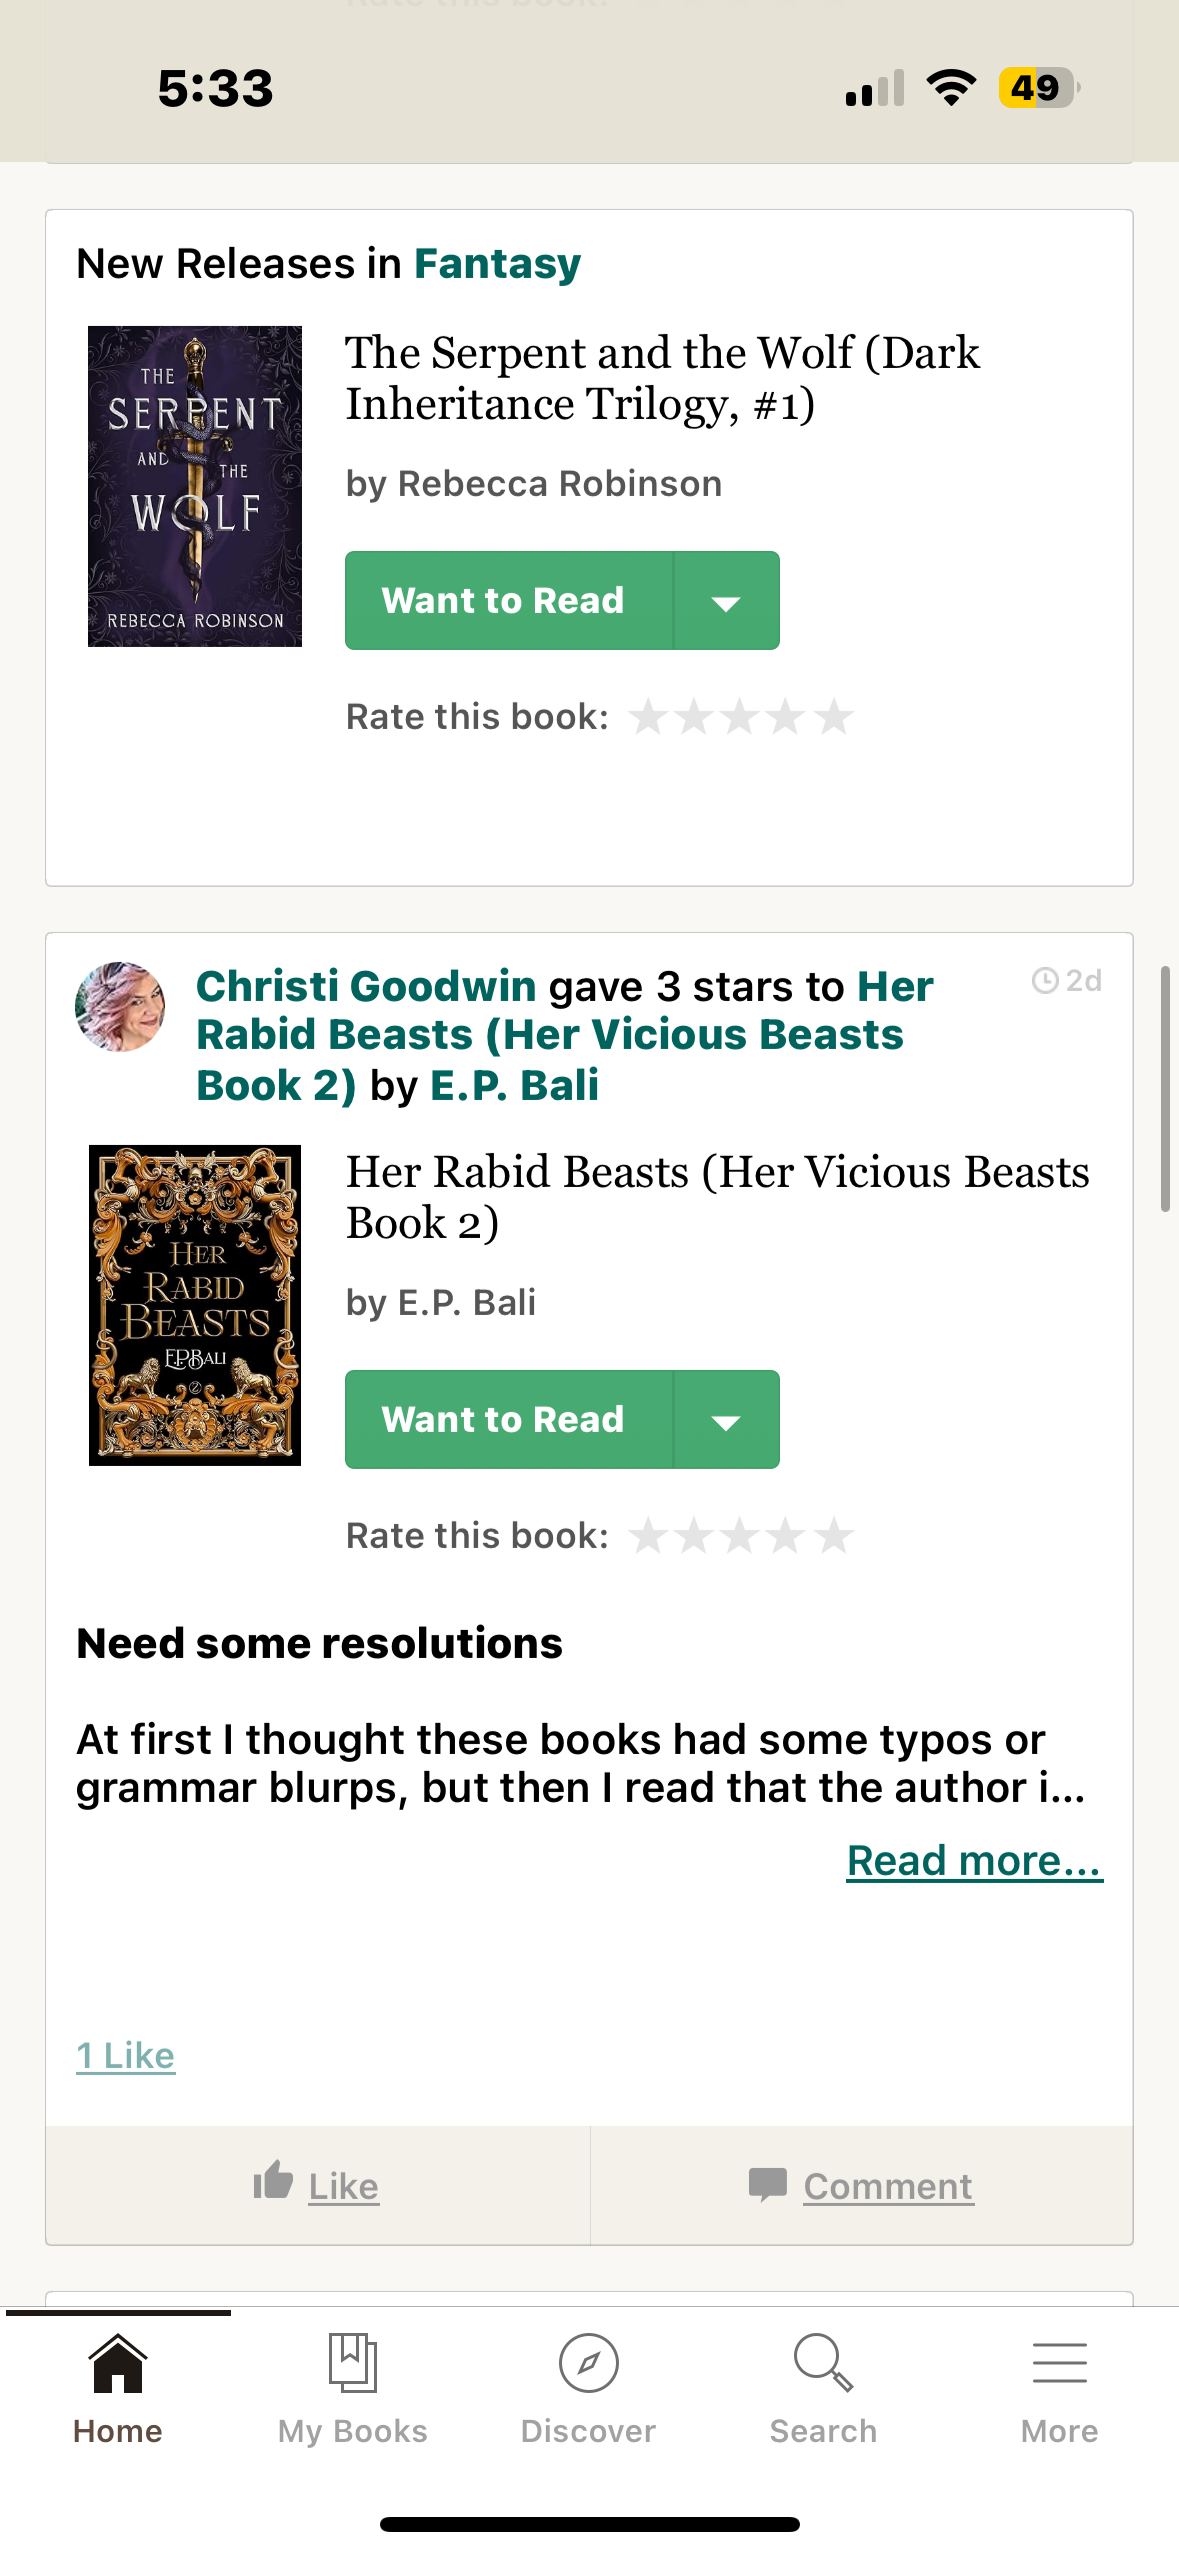 5:33
49
New Releases in Fantasy
THE
SERPENT
AND THE
WOLF
REBECCA ROBINSON
The Serpent and the Wolf (Dark
Inheritance Trilogy, #1)
by Rebecca Robinson
Want to Read
Rate this book:
Christi Goodwin gave 3 stars to Her
Rabid Beasts (Her Vicious Beasts
Book 2) by E.P. Bali
2d
HER
RABID
BEASTS
E.P. BALI
2
Her Rabid Beasts (Her Vicious Beasts
Book 2)
by E.P. Bali
Want to Read
Rate this book:
Need some resolutions
At first I thought these books had some typos or
grammar blurps, but then I read that the author i...
Read more...
1 Like
Like
Comment
Home
My Books
Discover
Search
More